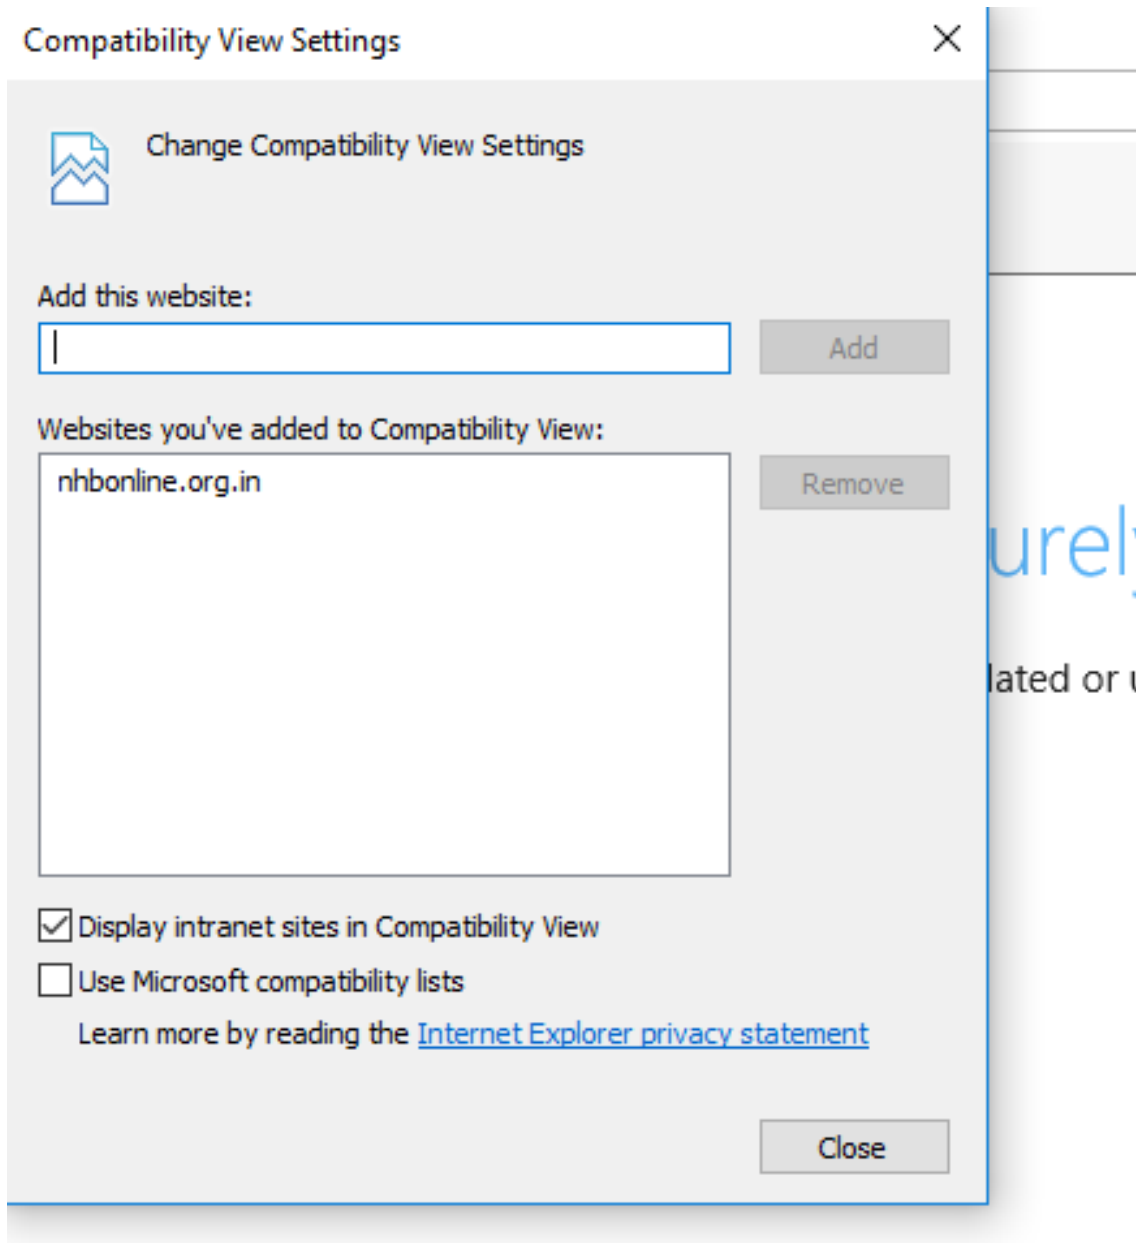 Compatibility View Settings
Change Compatibility View Settings
Add this website:
Add
Websites you've added to Compatibility View:
nhbonline.org.in
Remove
urely
lated or u
Display intranet sites in Compatibility View
Use Microsoft compatibility lists
Learn more by reading the Internet Explorer privacy statement
Close